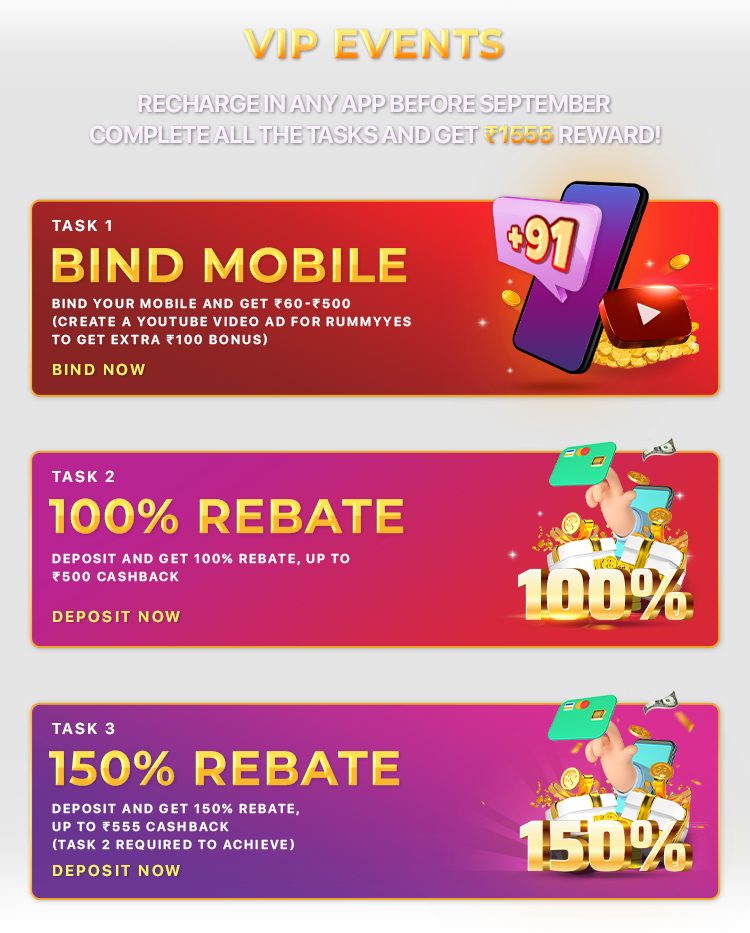 VIP EVENTS
RECHARGE IN ANY APP BEFORE SEPTEMBER
COMPLETE ALL THE TASKS AND GET ₹1555 REWARD!
TASK 1
BIND MOBILE
BIND YOUR MOBILE AND GET ₹60-₹500
(CREATE A YOUTUBE VIDEO AD FOR RUMMYYES
TO GET EXTRA ₹100 BONUS)
BIND NOW
+91
TASK 2
100% REBATE
DEPOSIT AND GET 100% REBATE, UP TO
₹500 CASHBACK
DEPOSIT NOW
100%
TASK 3
150% REBATE
DEPOSIT AND GET 150% REBATE,
UP TO ₹555 CASHBACK
(TASK 2 REQUIRED TO ACHIEVE)
DEPOSIT NOW
150%